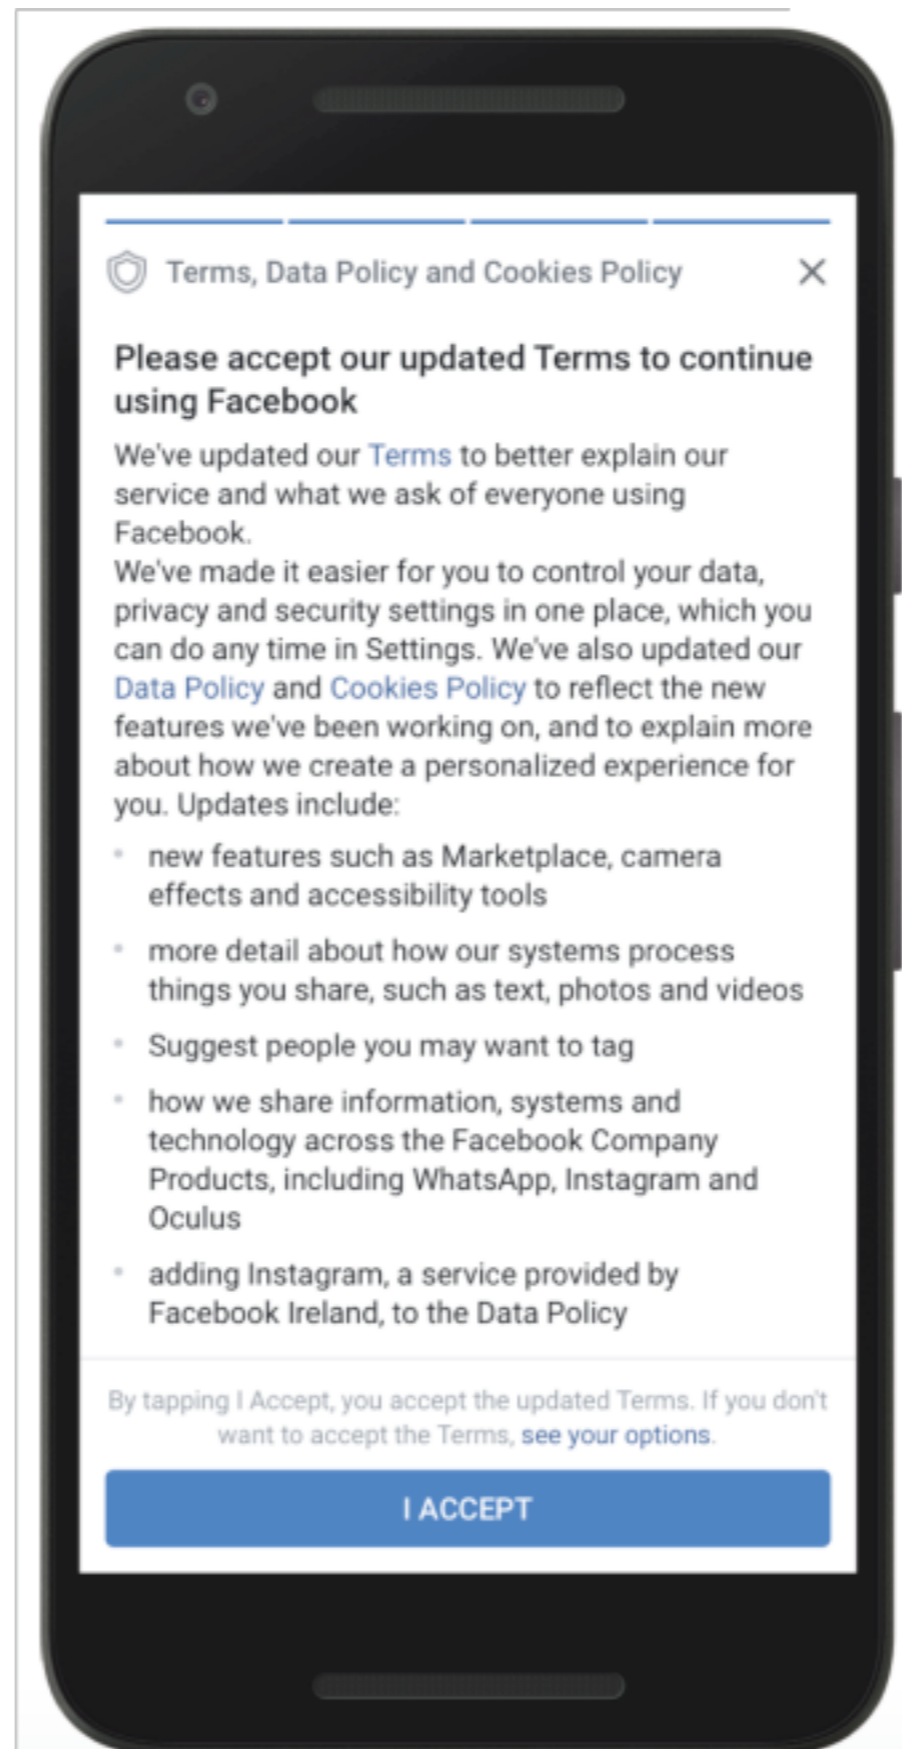 Terms, Data Policy and Cookies Policy
Please accept our updated Terms to continue
using Facebook
We've updated our Terms to better explain our
service and what we ask of everyone using
Facebook.
We've made it easier for you to control your data,
privacy and security settings in one place, which you
can do any time in Settings. We've also updated our
Data Policy and Cookies Policy to reflect the new
features we've been working on, and to explain more
about how we create a personalized experience for
you. Updates include:
• new features such as Marketplace, camera
effects and accessibility tools
• more detail about how our systems process
things you share, such as text, photos and videos
• Suggest people you may want to tag
• how we share information, systems and
technology across the Facebook Company
Products, including WhatsApp, Instagram and
Oculus
• adding Instagram, a service provided by
Facebook Ireland, to the Data Policy
By tapping I Accept, you accept the updated Terms. If you don't
want to accept the Terms, see your options.
I ACCEPT